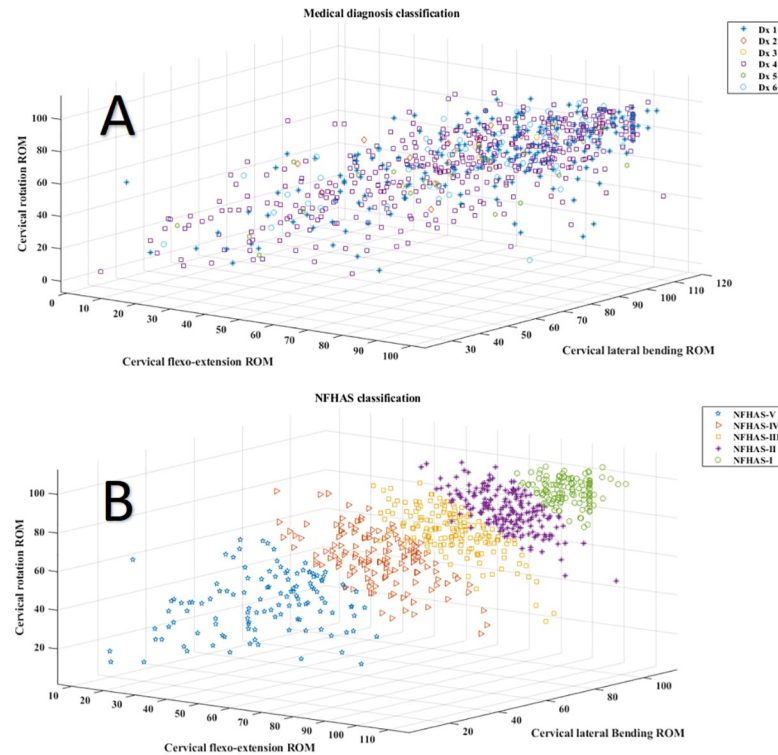 Medical diagnosis classification
A
Dx 1
Dx 2
Dx 3
Dx 4
Dx 5
Dx 6
Cervical rotation ROM
100
80
60
40
20
0
0
10
20
30
40
50
60
70
80
90
100
Cervical flexo-extension ROM
30
40
50
60
70
80
90
100
110
120
Cervical lateral bending ROM
NFHAS classification
B
NFHAS-V
NFHAS-IV
NFHAS-III
NFHAS-II
NFHAS-I
Cervical rotation ROM
100
80
60
40
20
10
20
30
40
50
60
70
80
90
100
110
Cervical flexo-extension ROM
20
40
60
80
100
Cervical lateral Bending ROM